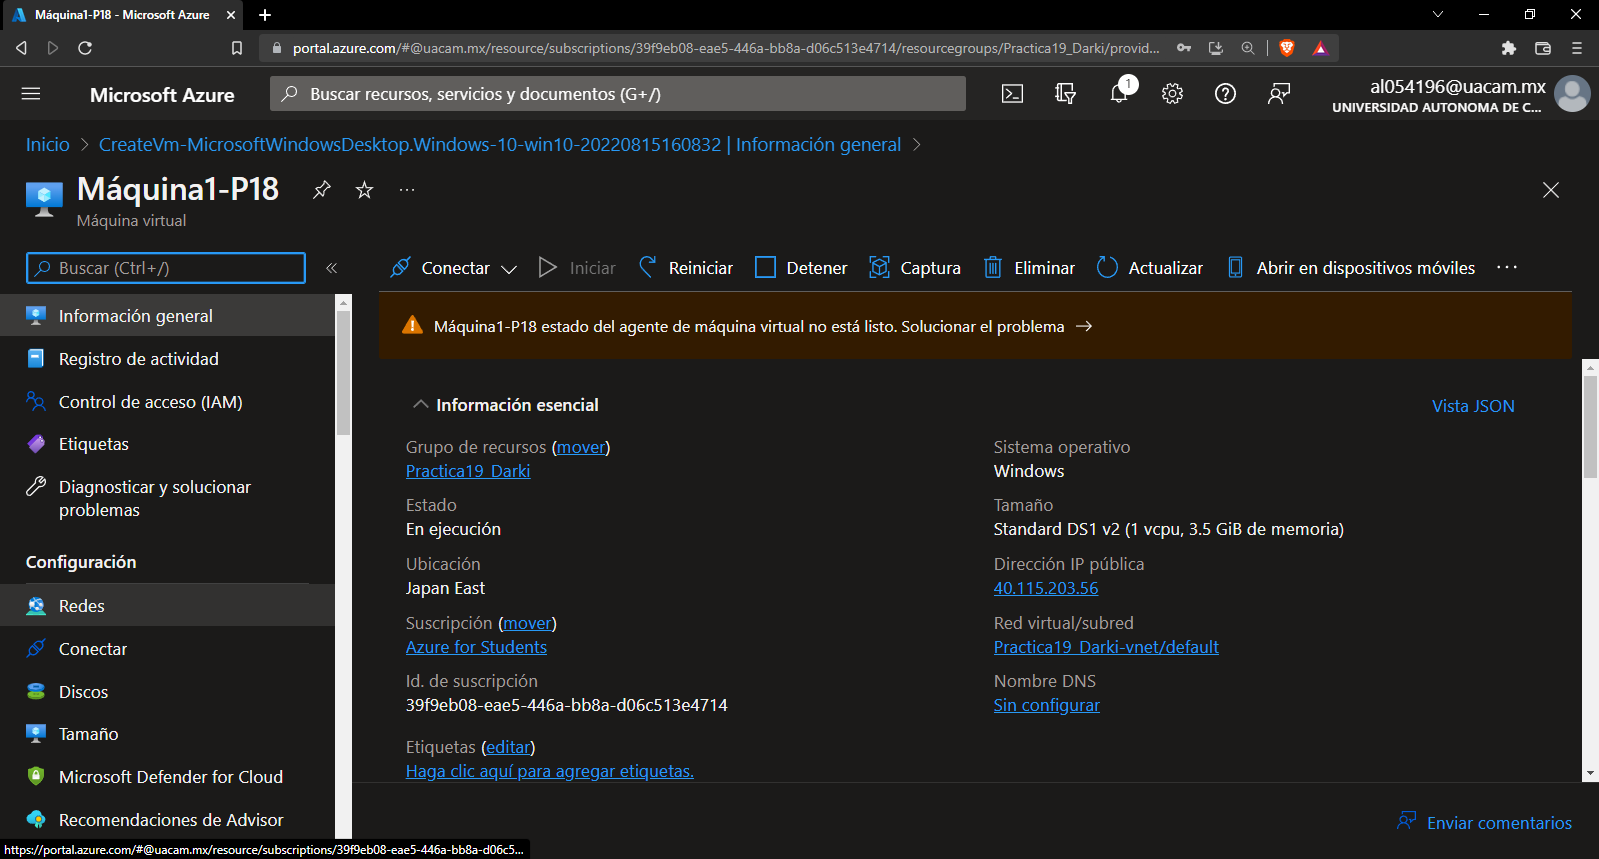 Máquina1-P18 - Microsoft Azure
portal.azure.com/#@uacam.mx/resource/subscriptions/39f9eb08-eae5-446a-bb8a-d06c513e4714/resourcegroups/Practica19_Darki/provid...
Microsoft Azure
Buscar recursos, servicios y documentos (G+/)
1
al054196@uacam.mx
UNIVERSIDAD AUTONOMA DE C...
Inicio > CreateVm-MicrosoftWindowsDesktop.Windows-10-win10-20220815160832 | Información general >
Máquina1-P18
Máquina virtual
Buscar (Ctrl+/)
Conectar
Iniciar
Reiniciar
Detener
Captura
Eliminar
Actualizar
Abrir en dispositivos móviles
Máquina1-P18 estado del agente de máquina virtual no está listo. Solucionar el problema →
Información general
Registro de actividad
Control de acceso (IAM)
Etiquetas
Diagnosticar y solucionar
problemas
Configuración
Redes
Conectar
Discos
Tamaño
Microsoft Defender for Cloud
Recomendaciones de Advisor
Información esencial
Vista JSON
Grupo de recursos (mover)
Practica19_Darki
Estado
En ejecución
Ubicación
Japan East
Suscripción (mover)
Azure for Students
Id. de suscripción
39f9eb08-eae5-446a-bb8a-d06c513e4714
Etiquetas (editar)
Haga clic aquí para agregar etiquetas.
Sistema operativo
Windows
Tamaño
Standard DS1 v2 (1 vcpu, 3.5 GiB de memoria)
Dirección IP pública
40.115.203.56
Red virtual/subred
Practica19_Darki-vnet/default
Nombre DNS
Sin configurar
Enviar comentarios
https://portal.azure.com/#@uacam.mx/resource/subscriptions/39f9eb08-eae5-446a-bb8a-d06c5...